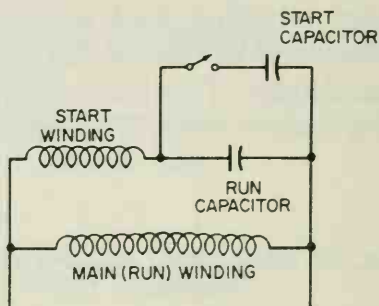 START
CAPACITOR
START
WINDING
RUN
CAPACITOR
MAIN (RUN) WINDING